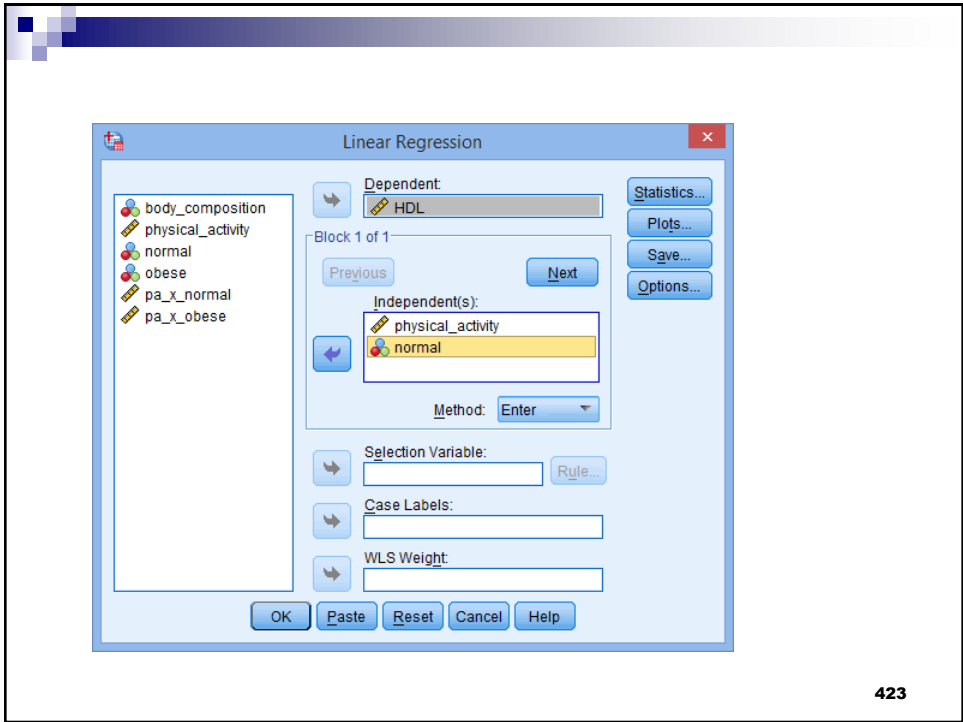 Linear Regression
body_composition
physical_activity
normal
obese
pa_x_normal
pa_x_obese
Dependent:
HDL
Block 1 of 1
Previous
Next
Independent(s):
physical_activity
normal
Method: Enter
Selection Variable:
Rule...
Case Labels:
WLS Weight:
Statistics...
Plots...
Save...
Options...
OK Paste Reset Cancel Help
423